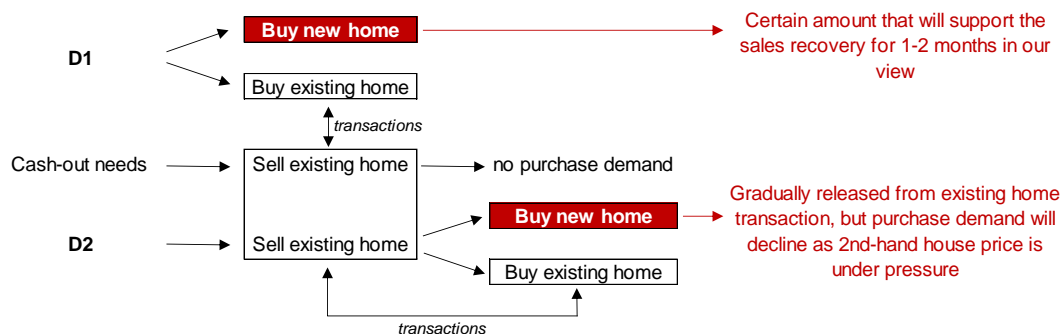 Buy new home
Certain amount that will support the
sales recovery for 1-2 months in our
view
D1
Buy existing home
transactions
Cash-out needs
Sell existing home
no purchase demand
Gradually released from existing home
transaction, but purchase demand will
decline as 2nd-hand house price is
under pressure
Buy new home
D2
Sell existing home
Buy existing home
transactions